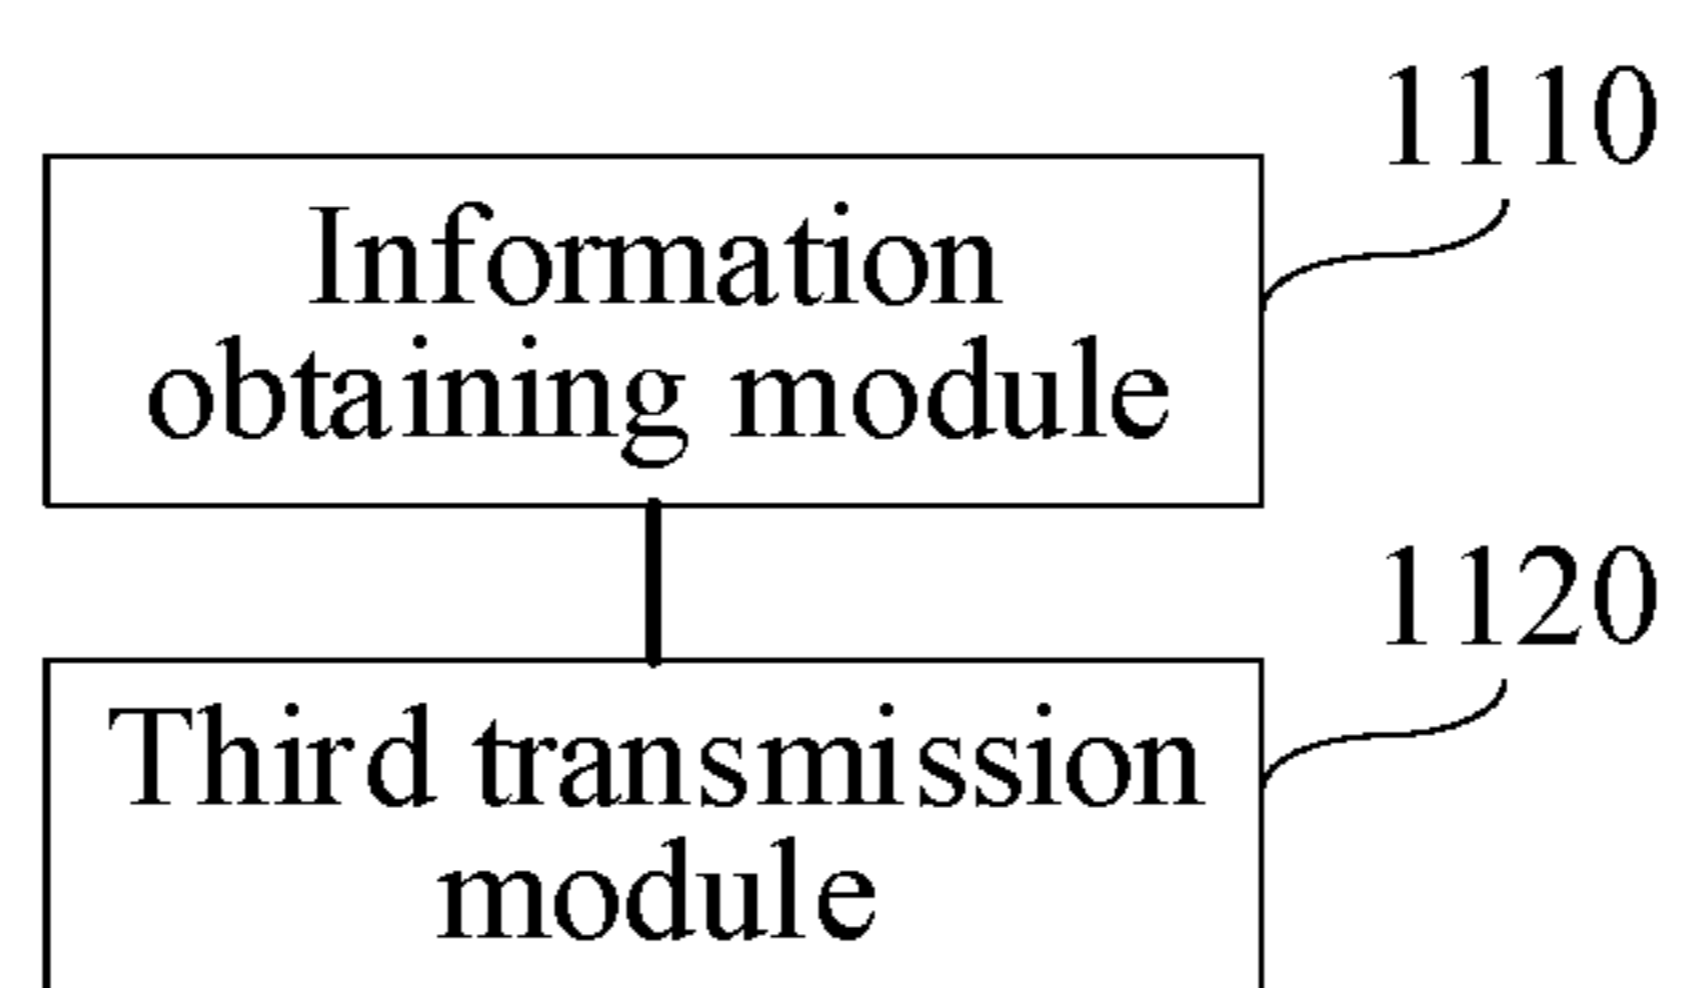 1110
Information
obtaining module
1120
Third transmission
module